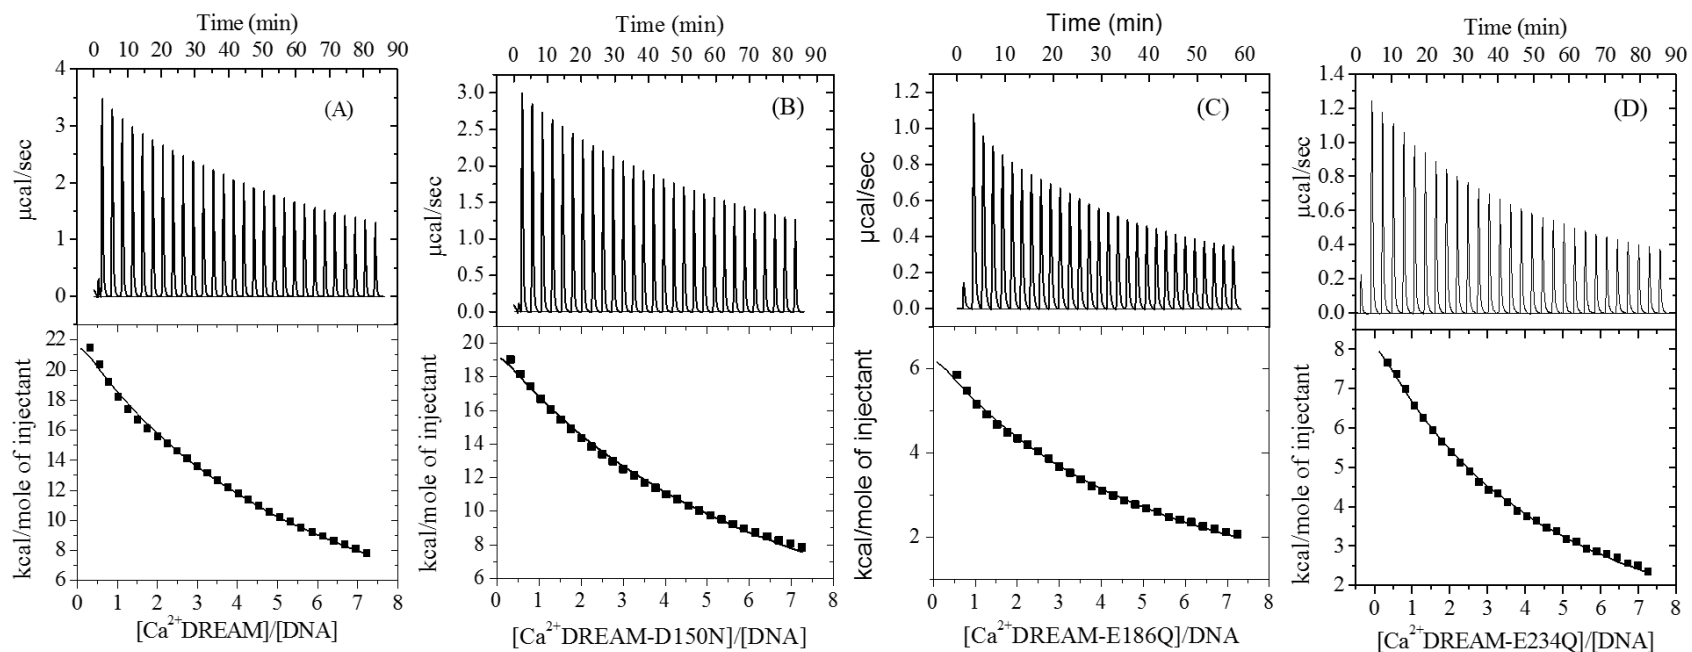 Time (min)
0 10 20 30 40 50 60 70 80 90
4
3
2
1
0
μcal/sec
(A)
22
20
18
16
14
12
10
8
6
kcal/mole of injectant
0 1 2 3 4 5 6 7 8
[Ca²⁺DREAM]/[DNA]
Time (min)
0 10 20 30 40 50 60 70 80 90
3.0
2.5
2.0
1.5
1.0
0.5
0.0
μcal/sec
(B)
20
18
16
14
12
10
8
6
kcal/mole of injectant
0 1 2 3 4 5 6 7 8
[Ca²⁺DREAM-D150N]/[DNA]
Time (min)
0 10 20 30 40 50 60
1.2
1.0
0.8
0.6
0.4
0.2
0.0
μcal/sec
(C)
6
4
2
kcal/mole of injectant
0 1 2 3 4 5 6 7 8
[Ca²⁺DREAM-E186Q]/DNA
Time (min)
0 10 20 30 40 50 60 70 80 90
1.4
1.2
1.0
0.8
0.6
0.4
0.2
0.0
μcal/sec
(D)
8
7
6
5
4
3
2
kcal/mole of injectant
0 1 2 3 4 5 6 7 8
[Ca²⁺DREAM-E234Q]/[DNA]